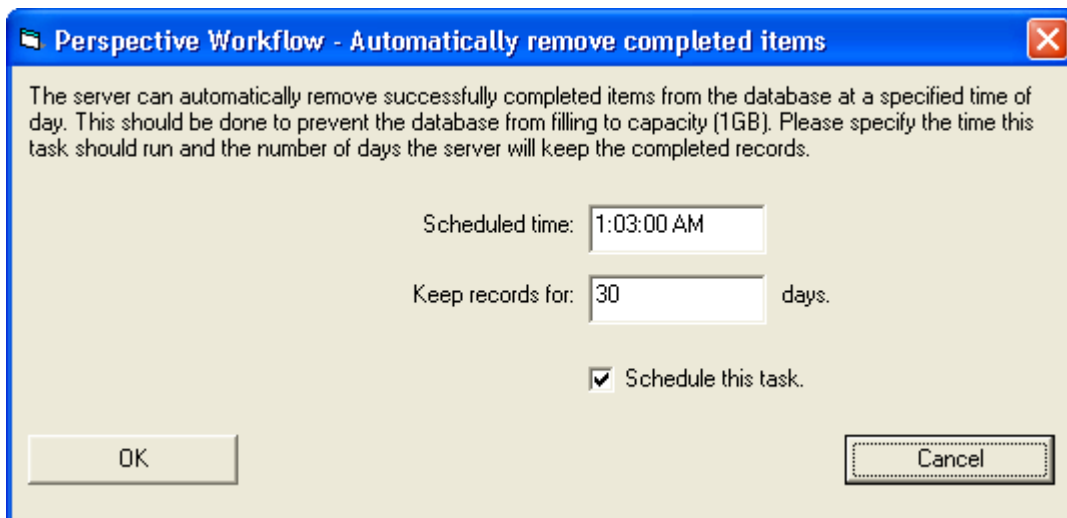 Perspective Workflow - Automatically remove completed items
The server can automatically remove successfully completed items from the database at a specified time of
day. This should be done to prevent the database from filling to capacity (1GB). Please specify the time this
task should run and the number of days the server will keep the completed records.
Scheduled time: 1:03:00 AM
Keep records for: 30 days.
Schedule this task.
OK Cancel